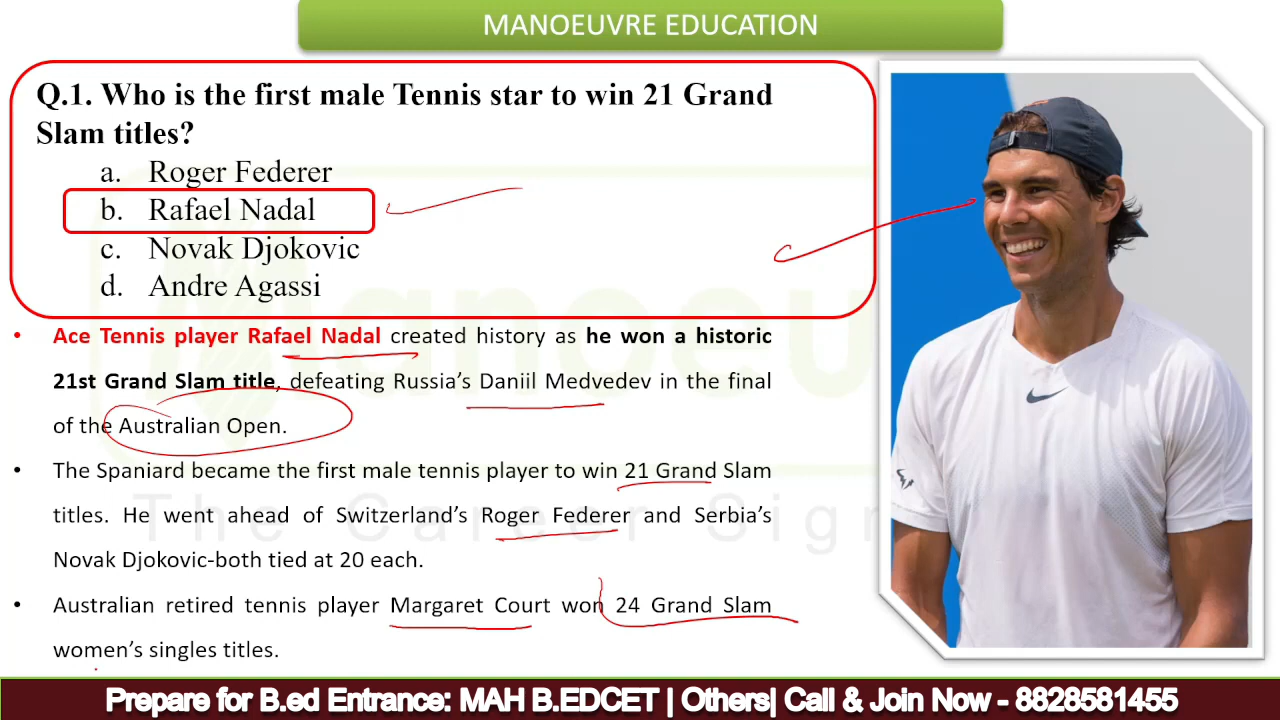 MANOEUVRE EDUCATION
Q.1. Who is the first male Tennis star to win 21 Grand
Slam titles?
a. Roger Federer
b. Rafael Nadal
c. Novak Djokovic
d. Andre Agassi
• Ace Tennis player Rafael Nadal created history as he won a historic
21st Grand Slam title, defeating Russia's Daniil Medvedev in the final
of the Australian Open.
• The Spaniard became the first male tennis player to win 21 Grand Slam
titles. He went ahead of Switzerland's Roger Federer and Serbia's
Novak Djokovic-both tied at 20 each.
• Australian retired tennis player Margaret Court won 24 Grand Slam
women's singles titles.
Prepare for B.ed Entrance: MAH B.EDCET | Others| Call & Join Now - 8828581455